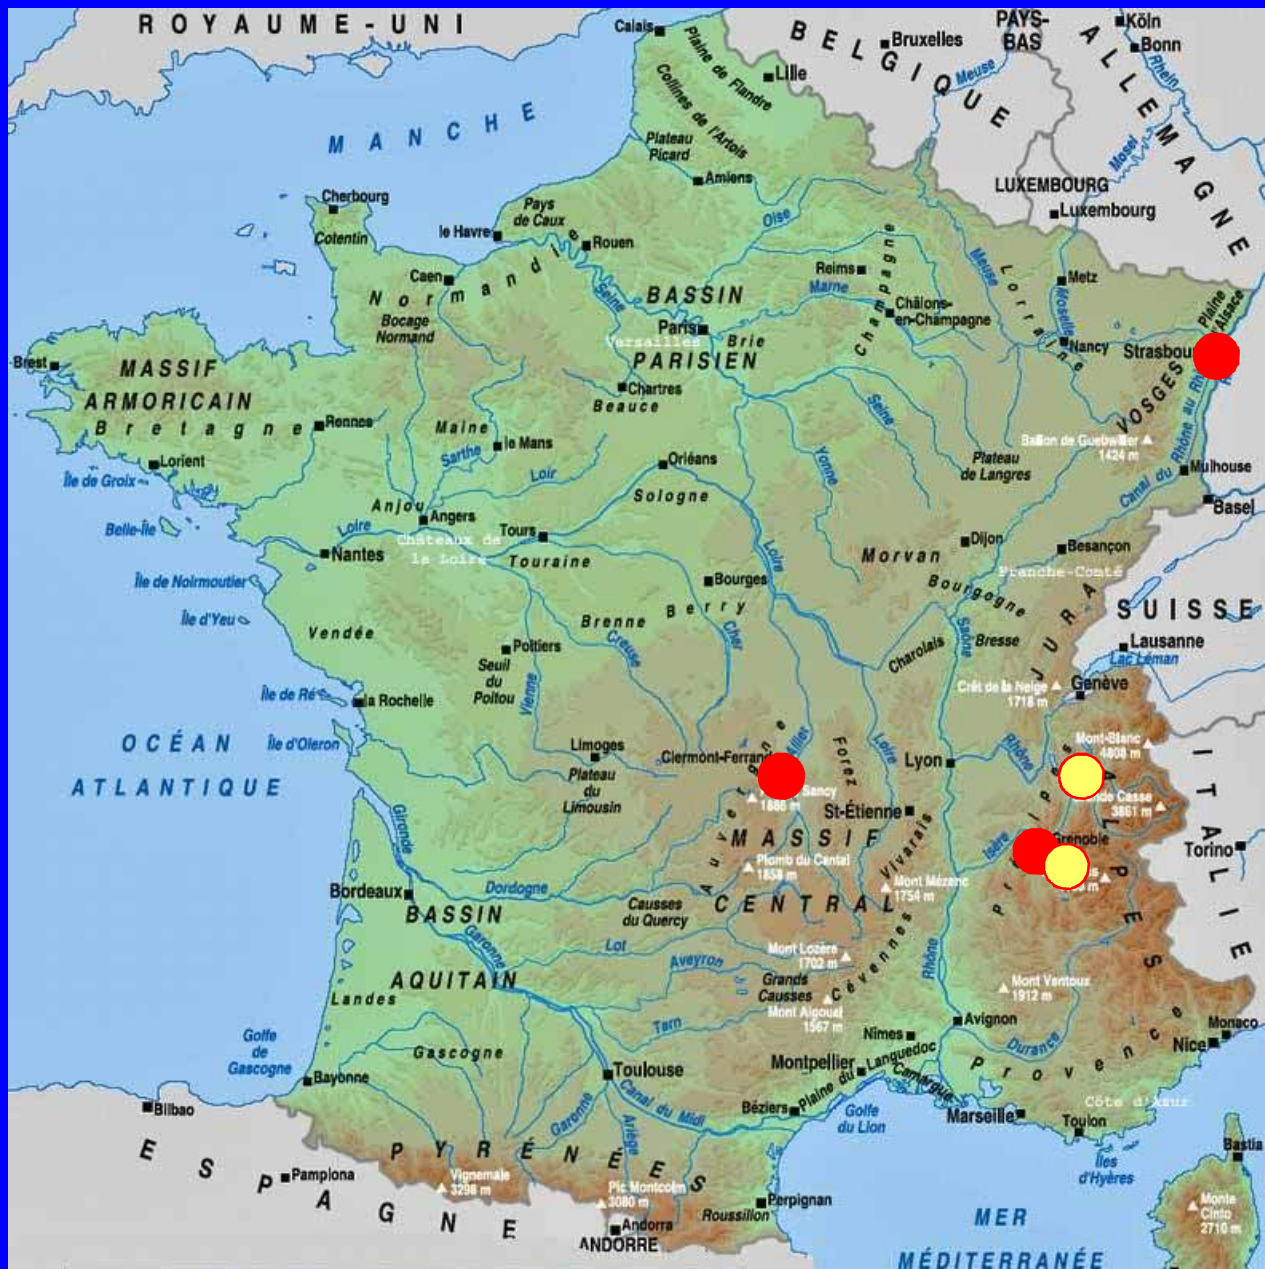 ROYAUME-UNI
Calais
Plaine de Flandre
Lille
BELGIQUE
Bruxelles
PAYS-
BAS
Köln
Bonn
ALLEMAGNE
Rhein
Meuse
Mosel
MANCHE
Collines de l'Artois
Plateau
Picard
Amiens
LUXEMBOURG
Luxembourg
Cherbourg
Cotentin
Pays
de Caux
le Havre
Rouen
Oise
Caen
Normandie
Bocage
Normand
Seine
BASSIN
Paris
Versailles
PARISIEN
Brie
Reims
Marne
Champagne
Châlons-
en-Champagne
Meuse
Lorraine
Metz
Moselle
Nancy
Plaine
d'Alsace
VOSGES
Brest
MASSIF
ARMORICAIN
Bretagne
Rennes
Lorient
Île de Groix
Belle-Île
Maine
Sarthe
le Mans
Loir
Chartres
Beauce
Orléans
Sologne
Yonne
Seine
Plateau
de Langres
Ballon de Guebwiller
1424 m
Mulhouse
Canal du Rhône au
Basel
Anjou
Angers
Loire
Nantes
Châteaux de
la Loire
Tours
Touraine
Bourges
Berry
Loire
Morvan
Dijon
Bourgogne
Besançon
Franche-Comté
JURA
SUISSE
Lausanne
Lac Léman
Genève
Île de Noirmoutier
Île d'Yeu
Vendée
Poitiers
Seuil
du
Poitou
Brenne
Creuse
Cher
Vienne
Charolais
Saône
Bresse
Crêt de la Neige
1718 m
Île de Ré
la Rochelle
Île d'Oleron
OCÉAN
ATLANTIQUE
Limoges
Plateau
du
Limousin
Auvergne
Allier
Forez
Loire
Lyon
Rhône
Mont-Blanc
4808 m
ITALIE
1886 m
St-Étienne
Casse
Isère
Grenoble
Torino
ALPES
MASSIF
CENTRAL
Plomb du Cantal
1858 m
Vivarais
Mont Mézenc
1754 m
Gironde
Bordeaux
Dordogne
BASSIN
AQUITAIN
Garonne
Causses
du Quercy
Lot
Aveyron
Mont Lozère
1702 m
Cévennes
Rhône
Grands
Causses
Mont Aigoual
1567 m
Mont Ventoux
1912 m
Landes
Golfe
de
Gascogne
Gascogne
Bayonne
Tarn
Toulouse
Canal du Midi
Garonne
Ariège
Nîmes
Avignon
Durance
Provence
Monaco
Nice
Montpellier
Languedoc
Plaine du
Camargue
Béziers
Golfe
du Lion
Marseille
Toulon
Côte d'Azur
Îles
d'Hyères
Bilbao
ESPAGNE
Pamplona
PYRÉNÉES
Vignemale
3298 m
Pic Montcalm
3080 m
Andorra
ANDORRE
Perpignan
Roussillon
MER
MÉDITERRANÉE
Bastia
Monte
Cinto
2710 m